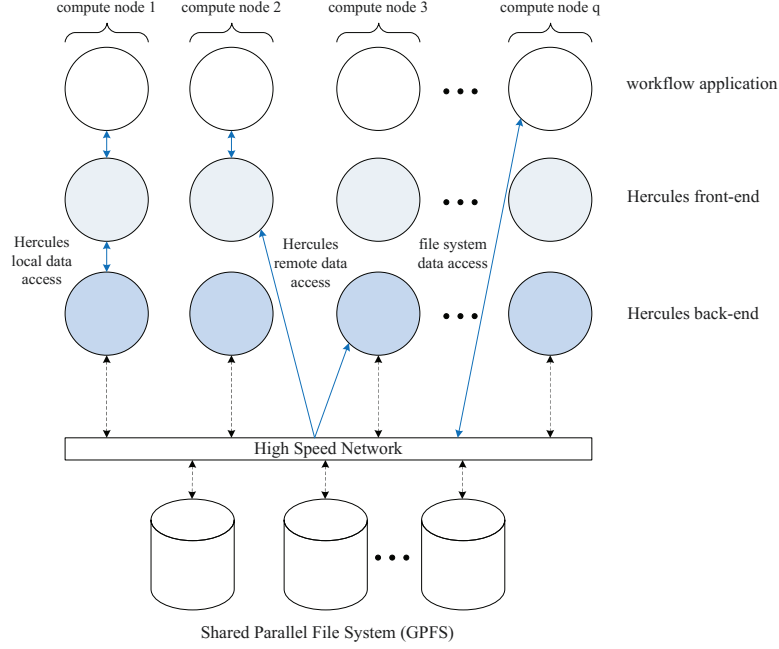 compute node 1
compute node 2
compute node 3
compute node q
workflow application
Hercules front-end
Hercules
local data
access
Hercules
remote data
access
file system
data access
Hercules back-end
High Speed Network
Shared Parallel File System (GPFS)